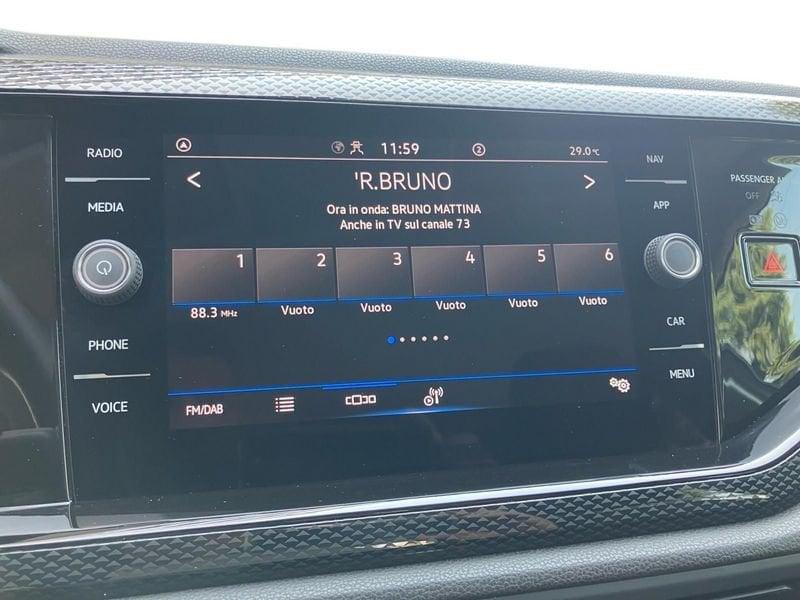 RADIO
MEDIA
PHONE
VOICE
11:59
2
29.0°C
'R.BRUNO
Ora in onda: BRUNO MATTINA
Anche in TV sul canale 73
1 2 3 4 5 6
88.3 MHz Vuoto Vuoto Vuoto Vuoto Vuoto
FM/DAB
NAV
APP
CAR
MENU
PASSENGER
OFF